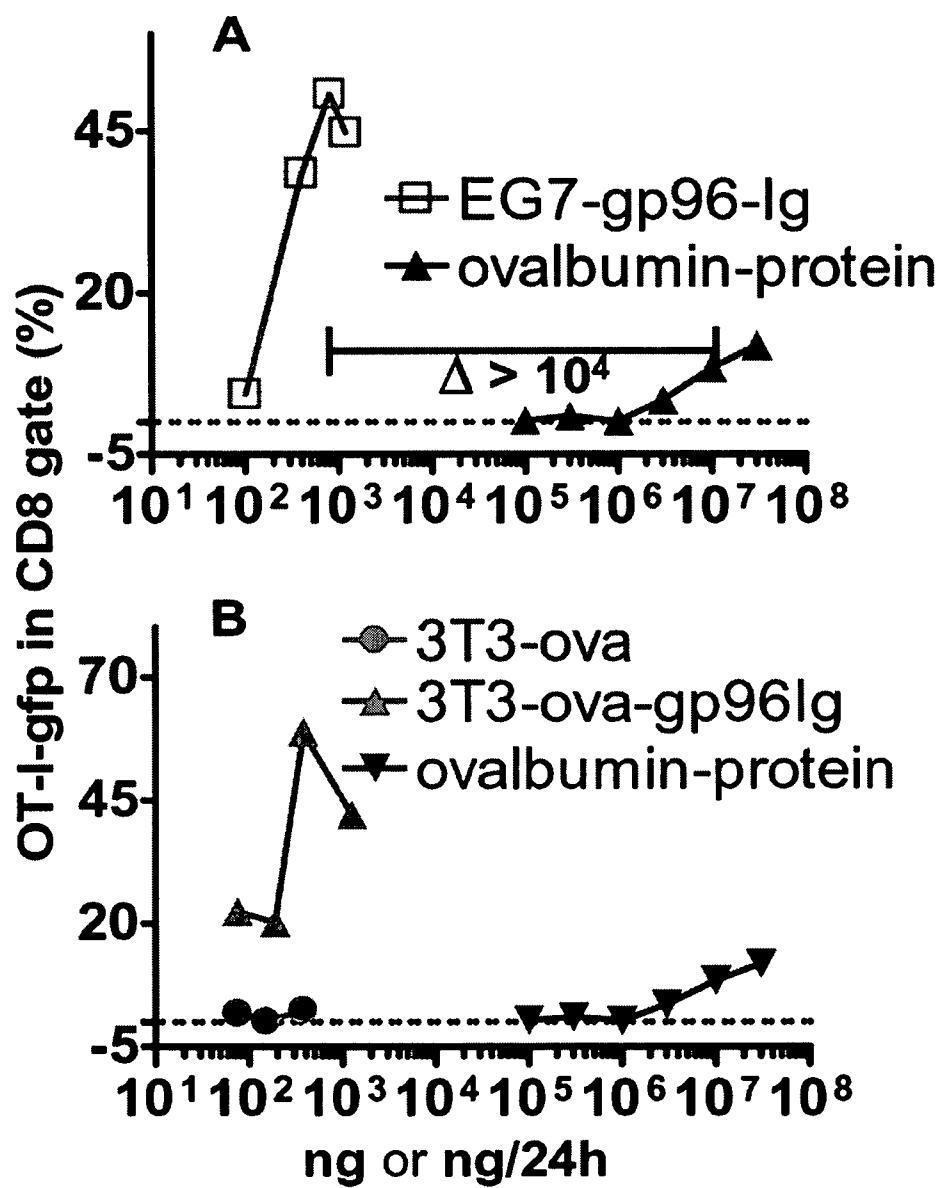 A
45
20
-5
EG7-gp96-Ig
ovalbumin-protein
Δ > 10⁴
10¹ 10² 10³ 10⁴ 10⁵ 10⁶ 10⁷ 10⁸
OT-I-gfp in CD8 gate (%)
B
70
45
20
-5
3T3-ova
3T3-ova-gp96Ig
ovalbumin-protein
10¹ 10² 10³ 10⁴ 10⁵ 10⁶ 10⁷ 10⁸
ng or ng/24h